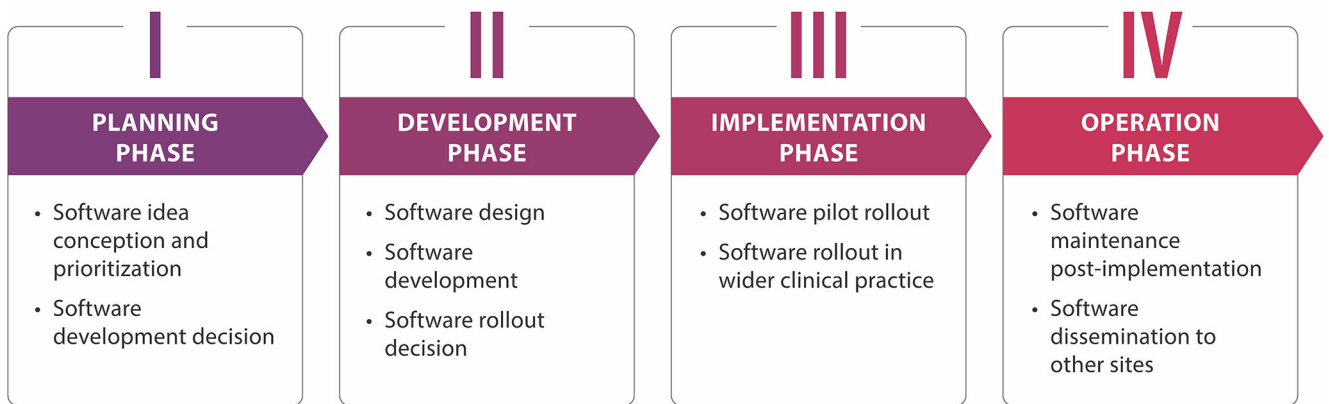 I
PLANNING
PHASE
• Software idea
conception and
prioritization
• Software
development decision
II
DEVELOPMENT
PHASE
• Software design
• Software
development
• Software rollout
decision
III
IMPLEMENTATION
PHASE
• Software pilot rollout
• Software rollout in
wider clinical practice
IV
OPERATION
PHASE
• Software
maintenance
post-implementation
• Software
dissemination to
other sites